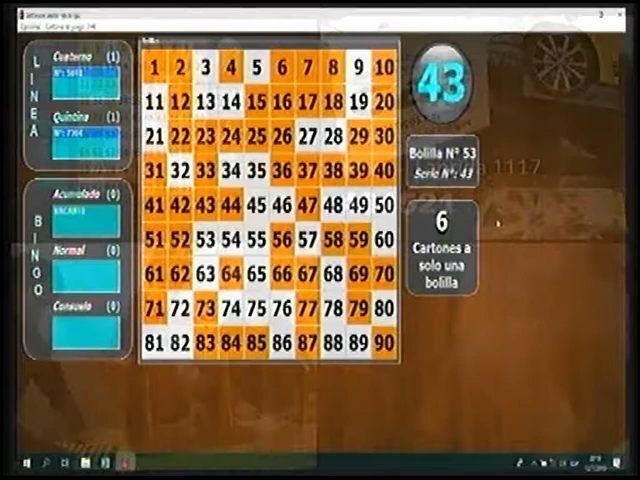 LINEA
Cuaterno (1)
Quintina (1)
BINGO
Acumulado (0)
VACANTE
Normal (0)
Consuelo (0)
1 2 3 4 5 6 7 8 9 10
11 12 13 14 15 16 17 18 19 20
21 22 23 24 25 26 27 28 29 30
31 32 33 34 35 36 37 38 39 40
41 42 43 44 45 46 47 48 49 50
51 52 53 54 55 56 57 58 59 60
61 62 63 64 65 66 67 68 69 70
71 72 73 74 75 76 77 78 79 80
81 82 83 84 85 86 87 88 89 90
43
Bolilla N° 53
Serie N°: 43
1117
6
Cartones a
solo una
bolilla